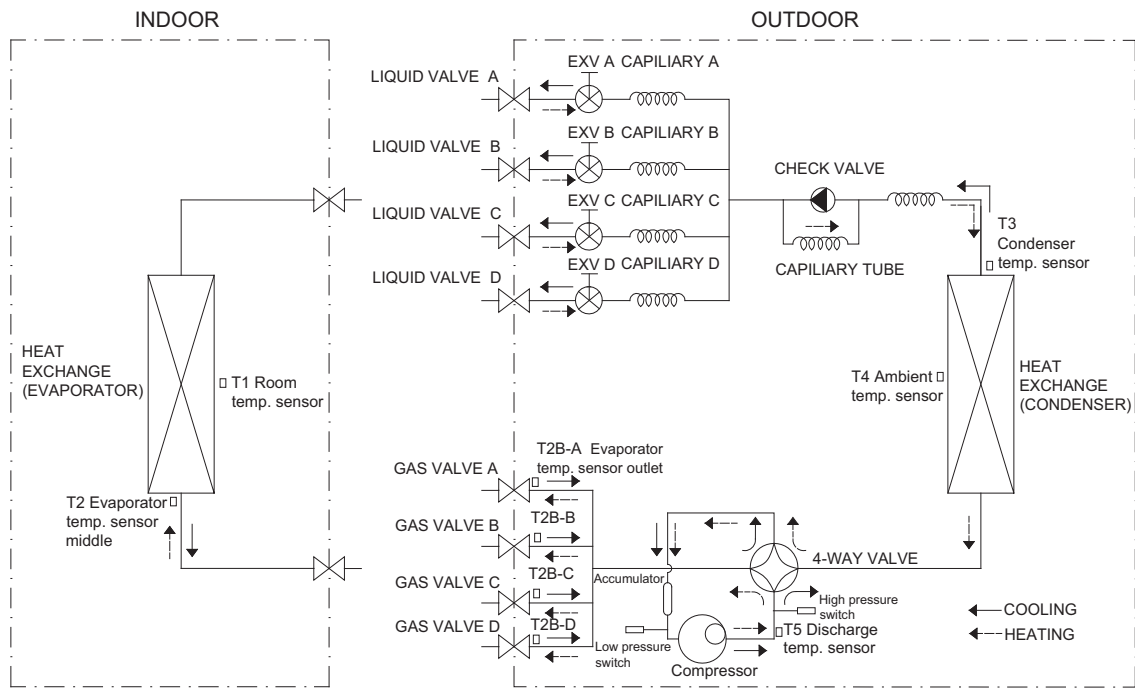 INDOOR
OUTDOOR
LIQUID VALVE A
EXV A CAPILIARY A
LIQUID VALVE B
EXV B CAPILIARY B
LIQUID VALVE C
EXV C CAPILIARY C
LIQUID VALVE D
EXV D CAPILIARY D
CHECK VALVE
CAPILIARY TUBE
T3
Condenser
temp. sensor
HEAT
EXCHANGE
(EVAPORATOR)
T1 Room
temp. sensor
T4 Ambient
temp. sensor
HEAT
EXCHANGE
(CONDENSER)
T2 Evaporator
temp. sensor
middle
GAS VALVE A
T2B-A Evaporator
temp. sensor outlet
GAS VALVE B
T2B-B
GAS VALVE C
T2B-C
GAS VALVE D
T2B-D
Accumulator
4-WAY VALVE
Low pressure
switch
Compressor
High pressure
switch
T5 Discharge
temp. sensor
COOLING
HEATING